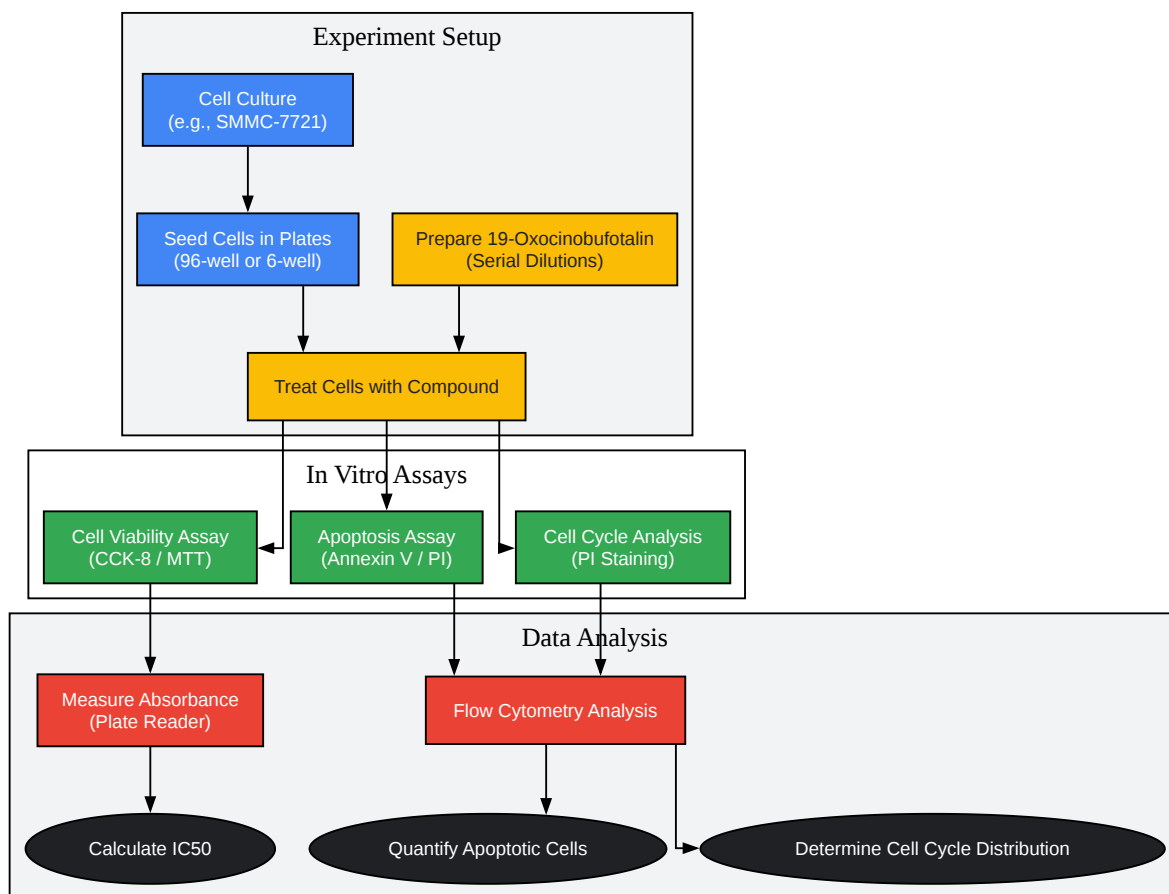 Experiment Setup
Cell Culture
(e.g., SMMC-7721)
Seed Cells in Plates
(96-well or 6-well)
Prepare 19-Oxocinobufotalin
(Serial Dilutions)
Treat Cells with Compound
In Vitro Assays
Cell Viability Assay
(CCK-8 / MTT)
Apoptosis Assay
(Annexin V / PI)
Cell Cycle Analysis
(PI Staining)
Data Analysis
Measure Absorbance
(Plate Reader)
Flow Cytometry Analysis
Calculate IC50
Quantify Apoptotic Cells
Determine Cell Cycle Distribution